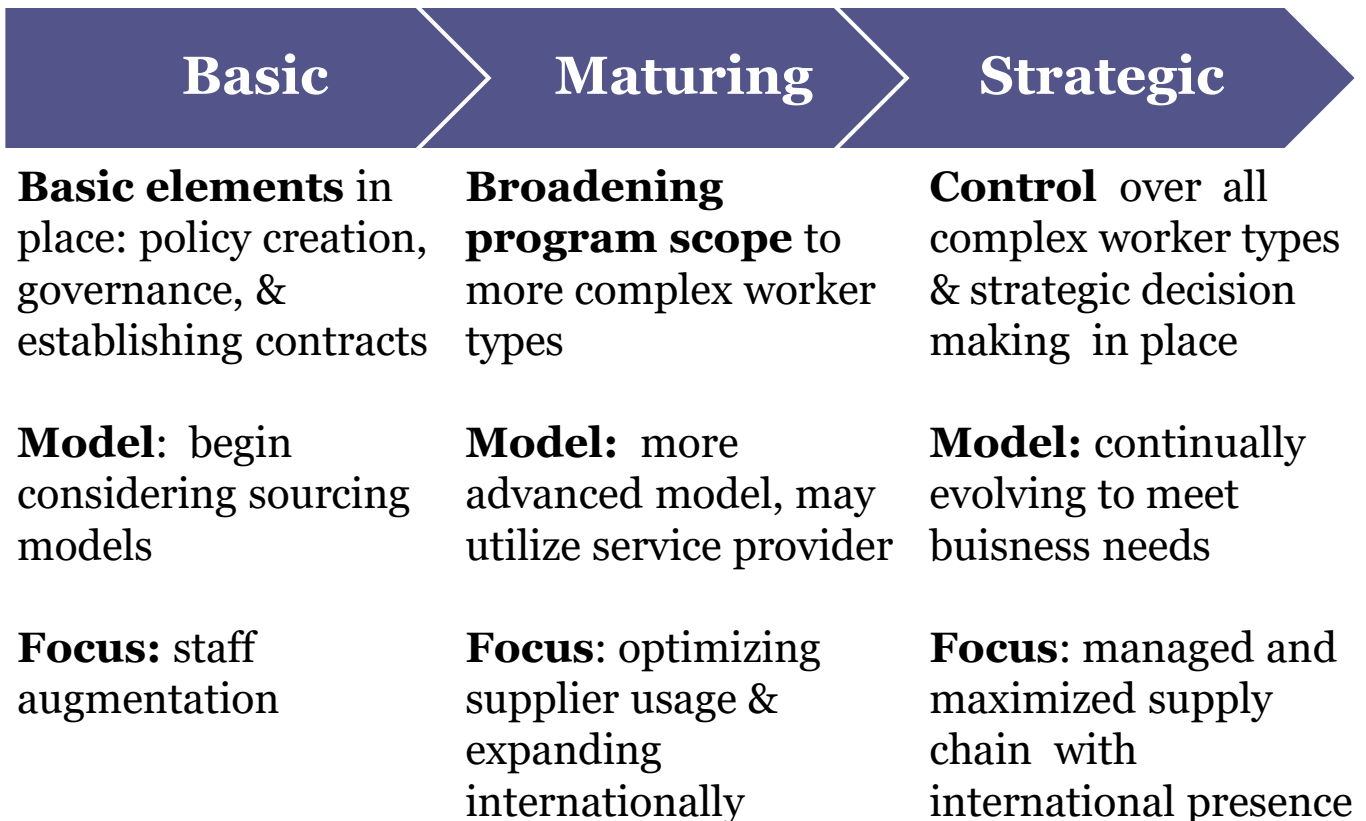 Basic
Maturing
Strategic
Basic elements in
place: policy creation,
governance, &
establishing contracts
Model: begin
considering sourcing
models
Focus: staff
augmentation
Broadening
program scope to
more complex worker
types
Model: more
advanced model, may
utilize service provider
Focus: optimizing
supplier usage &
expanding
internationally
Control over all
complex worker types
& strategic decision
making in place
Model: continually
evolving to meet
buisness needs
Focus: managed and
maximized supply
chain with
international presence